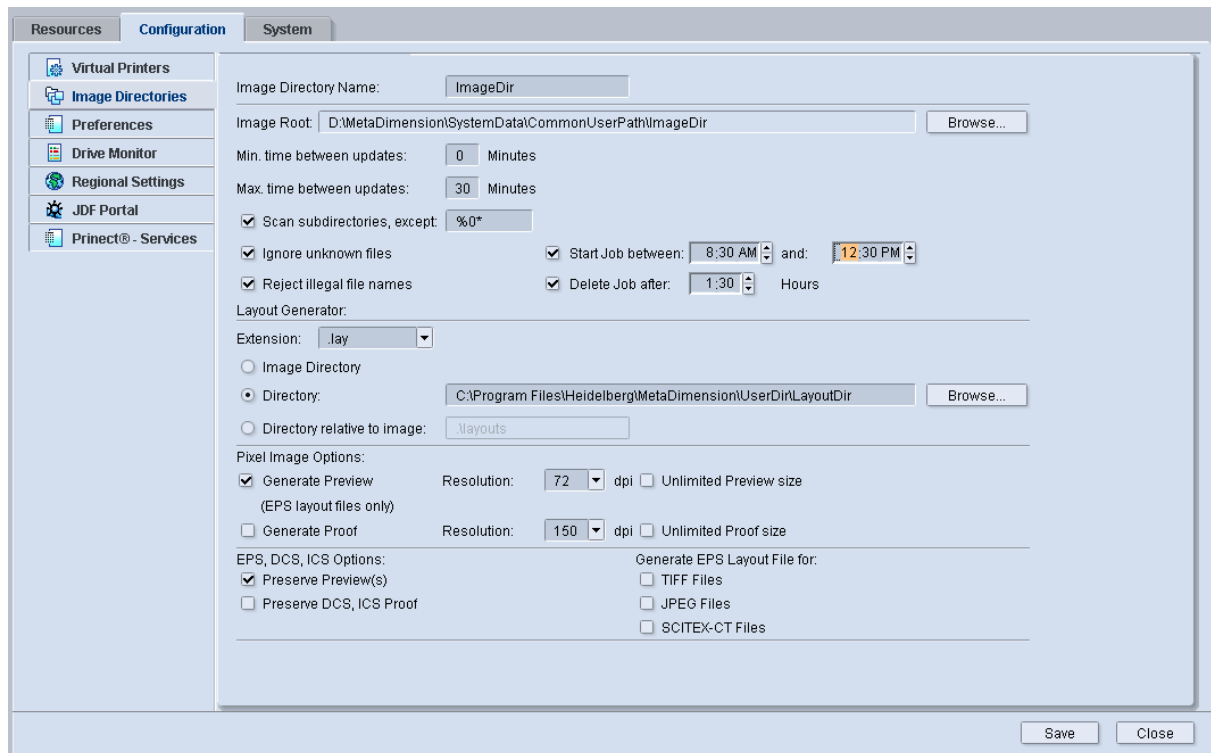 Resources Configuration System
Virtual Printers
Image Directories
Preferences
Drive Monitor
Regional Settings
JDF Portal
Prinect® - Services
Image Directory Name: ImageDir
Image Root: D:\MetaDimension\SystemData\CommonUserPath\ImageDir Browse...
Min. time between updates: 0 Minutes
Max. time between updates: 30 Minutes
Scan subdirectories, except: %0*
Ignore unknown files Start Job between: 8:30 AM and: 12:30 PM
Reject illegal file names Delete Job after: 1:30 Hours
Layout Generator:
Extension: .lay
Image Directory
Directory: C:\Program Files\Heidelberg\MetaDimension\UserDir\LayoutDir Browse...
Directory relative to image: .\layouts
Pixel Image Options:
Generate Preview Resolution: 72 dpi Unlimited Preview size
(EPS layout files only)
Generate Proof Resolution: 150 dpi Unlimited Proof size
EPS, DCS, ICS Options: Generate EPS Layout File for:
Preserve Preview(s) TIFF Files
Preserve DCS, ICS Proof JPEG Files
SCITEX-CT Files
Save Close